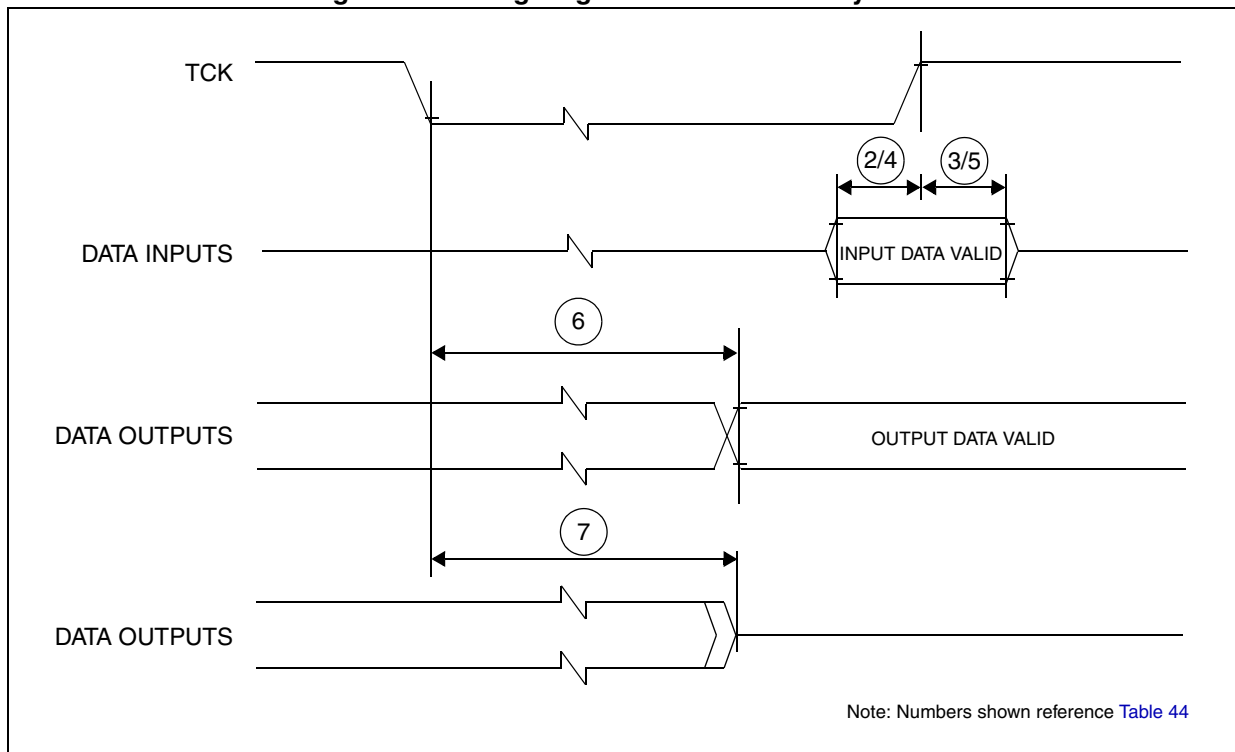 TCK
2/4
3/5
DATA INPUTS
INPUT DATA VALID
6
DATA OUTPUTS
OUTPUT DATA VALID
7
DATA OUTPUTS
Note: Numbers shown reference Table 44